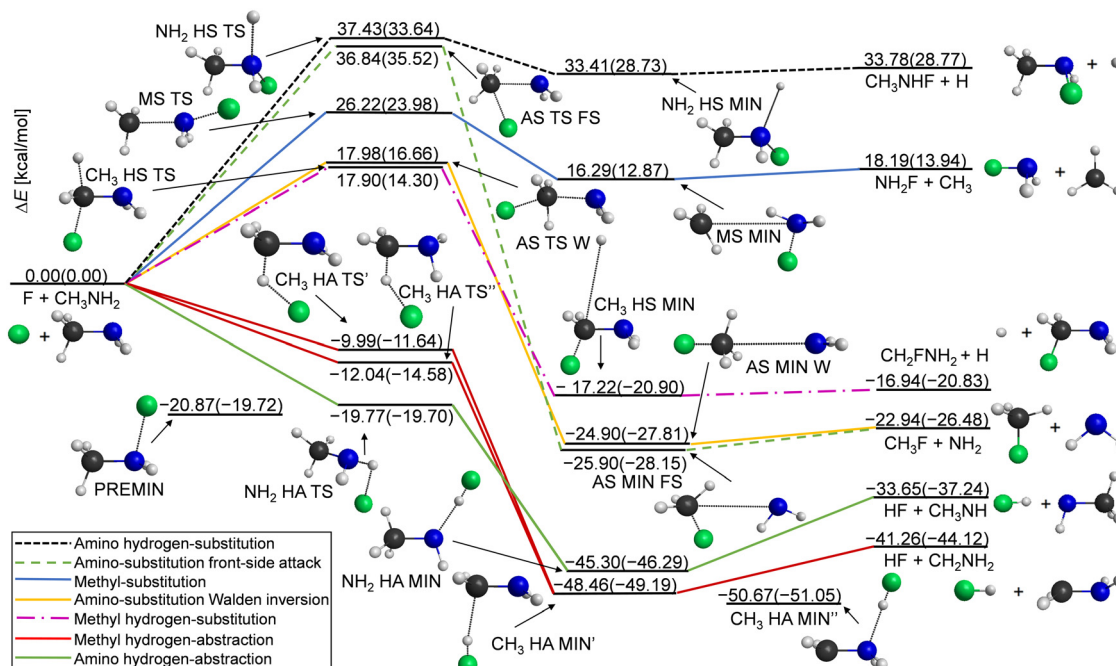 NH₂ HS TS
37.43(33.64)
36.84(35.52)
33.41(28.73)
33.78(28.77)
CH₃NHF + H
+
MS TS
AS TS FS
NH₂ HS MIN
26.22(23.98)
CH₃ HS TS
17.98(16.66)
17.90(14.30)
16.29(12.87)
18.19(13.94)
NH₂F + CH₃
+
ΔE [kcal/mol]
AS TS W
MS MIN
0.00(0.00)
F + CH₃NH₂
+
CH₃ HA TS'
CH₃ HA TS''
CH₃ HS MIN
−9.99(−11.64)
−12.04(−14.58)
AS MIN W
CH₂FNH₂ + H
+
−17.22(−20.90)
−16.94(−20.83)
−20.87(−19.72)
−19.77(−19.70)
PREMIN
NH₂ HA TS
−24.90(−27.81)
−25.90(−28.15)
AS MIN FS
−22.94(−26.48)
CH₃F + NH₂
+
−33.65(−37.24)
HF + CH₃NH
+
NH₂ HA MIN
−45.30(−46.29)
−48.46(−49.19)
−41.26(−44.12)
HF + CH₂NH₂
+
CH₃ HA MIN'
−50.67(−51.05)
CH₃ HA MIN''
Amino hydrogen-substitution
Amino-substitution front-side attack
Methyl-substitution
Amino-substitution Walden inversion
Methyl hydrogen-substitution
Methyl hydrogen-abstraction
Amino hydrogen-abstraction